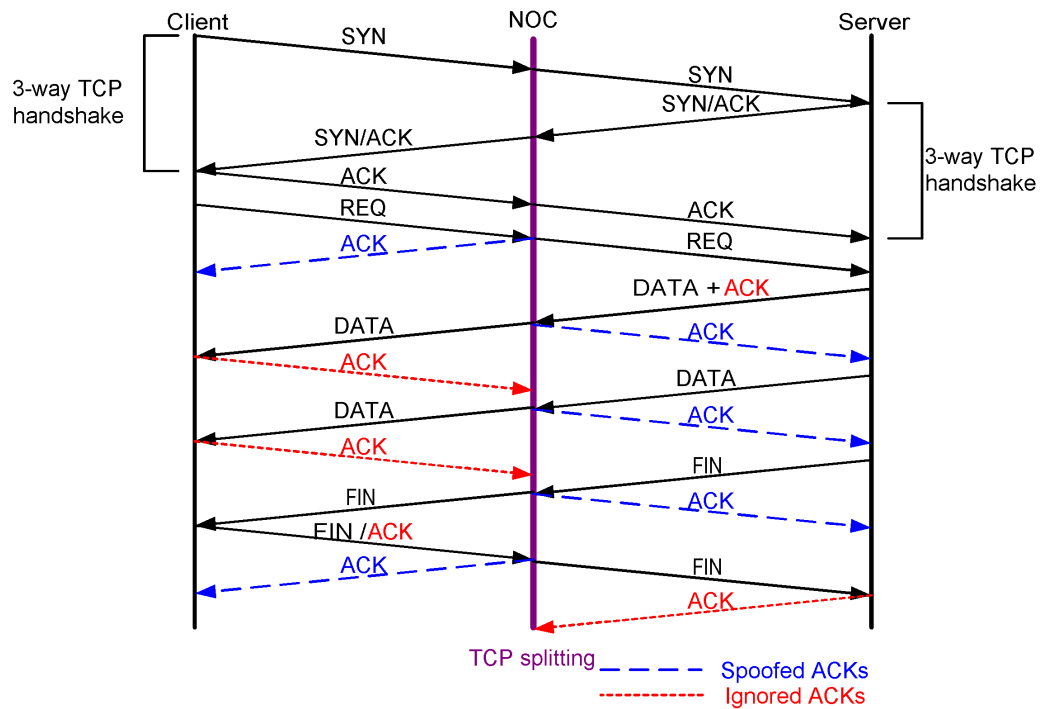 Client
NOC
Server
SYN
SYN
3-way TCP
handshake
SYN/ACK
SYN/ACK
3-way TCP
handshake
ACK
ACK
REQ
REQ
ACK
DATA + ACK
DATA
ACK
ACK
DATA
DATA
ACK
ACK
FIN
FIN
ACK
FIN /ACK
ACK
FIN
ACK
TCP splitting
Spoofed ACKs
Ignored ACKs